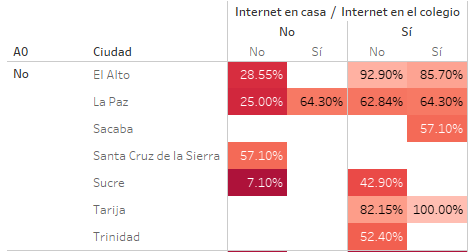 Internet en casa / Internet en el colegio
No Sí
A0 Ciudad No Sí No Sí
No El Alto 28.55% 92.90% 85.70%
La Paz 25.00% 64.30% 62.84% 64.30%
Sacaba 57.10%
Santa Cruz de la Sierra 57.10%
Sucre 7.10% 42.90%
Tarija 82.15% 100.00%
Trinidad 52.40%